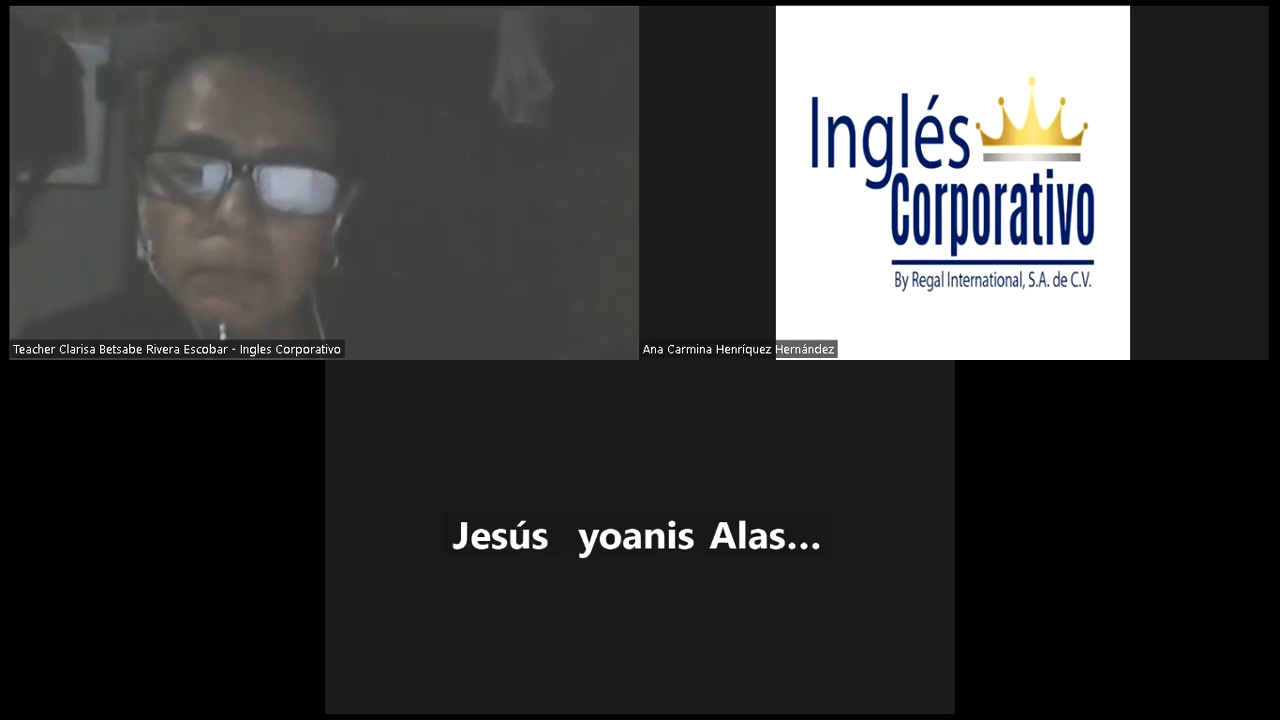 Inglés
Corporativo
By Regal International, S.A. de C.V.
Teacher Clarisa Betsabe Rivera Escobar - Ingles Corporativo
Ana Carmina Henríquez Hernández
Jesús yoanis Alas...